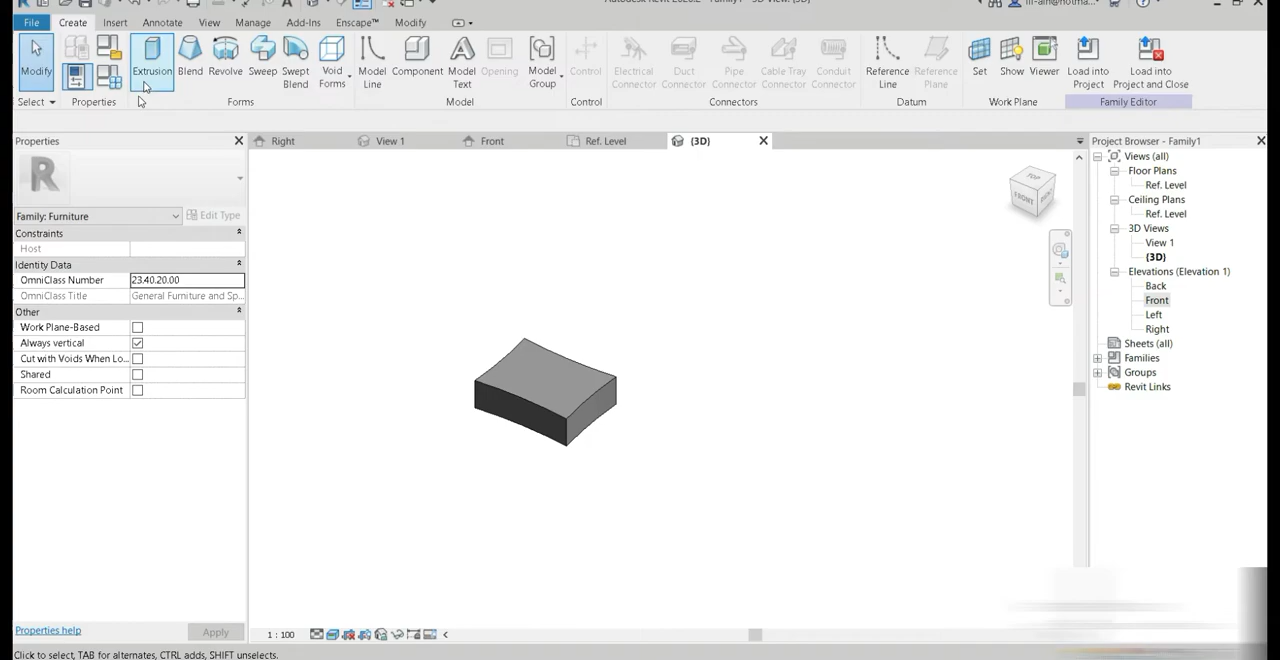 File Create Insert Annotate View Manage Add-Ins Enscape™ Modify
Modify Extrusion Blend Revolve Sweep Swept Blend Void Forms Model Line Component Model Text Opening Model Group Control Electrical Connector Duct Connector Pipe Connector Cable Tray Connector Conduit Connector Reference Line Reference Plane Set Show Viewer Load into Project Load into Project and Close
Select Properties Forms Model Control Connectors Datum Work Plane Family Editor
Properties Right View 1 Front Ref. Level (3D) Project Browser - Family1
R
Family: Furniture Edit Type
Constraints
Host
Identity Data
OmniClass Number 23.40.20.00
OmniClass Title General Furniture and Sp...
Other
Work Plane-Based
Always vertical
Cut with Voids When Lo...
Shared
Room Calculation Point
TOP
FRONT
Views (all)
Floor Plans
Ref. Level
Ceiling Plans
Ref. Level
3D Views
View 1
(3D)
Elevations (Elevation 1)
Back
Front
Left
Right
Sheets (all)
Families
Groups
Revit Links
Properties help Apply 1 : 100
Click to select, TAB for alternates, CTRL adds, SHIFT unselects.